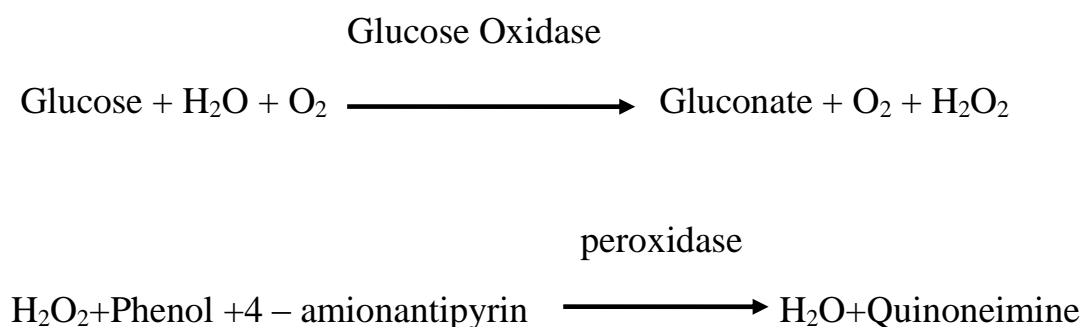 Glucose Oxidase
Glucose + H₂O + O₂ → Gluconate + O₂ + H₂O₂
peroxidase
H₂O₂+Phenol +4 – amionantipyrin → H₂O+Quinoneimine